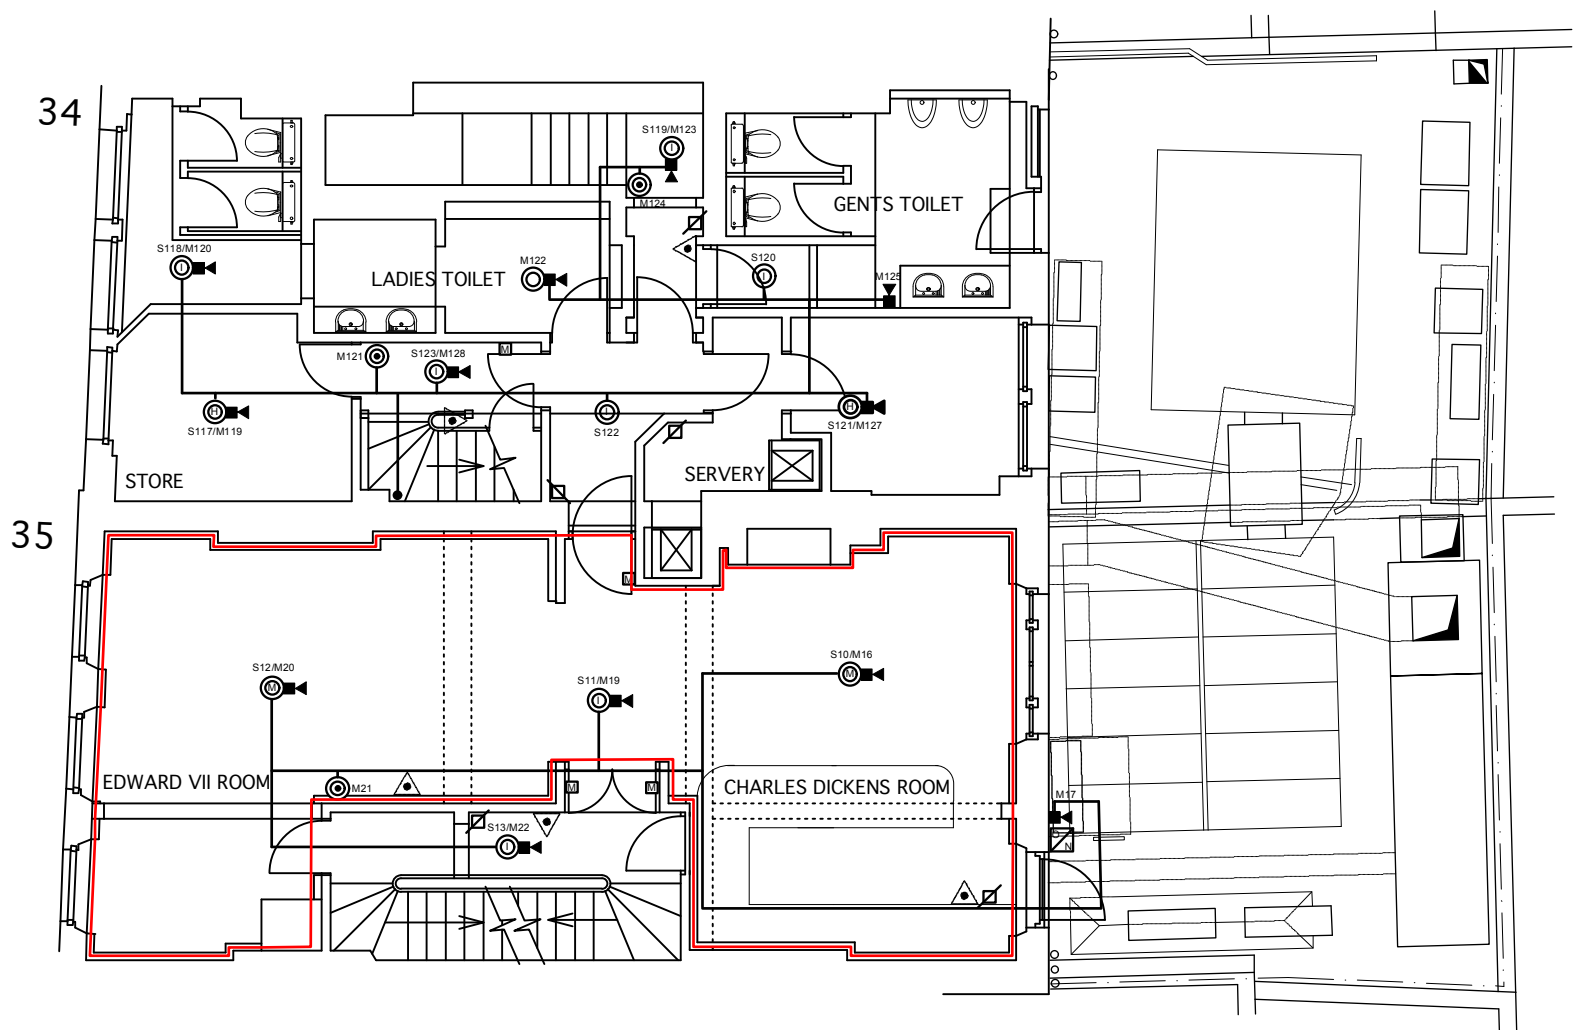 34
S119/M123
M124
GENTS TOILET
S118/M120
M122
S120
LADIES TOILET
M125
M
M121
S123/M128
I
I
I
I
I
H
S117/M119
S122
H
S121/M127
STORE
SERVERY
35
M
S12/M20
M
S11/M19
I
S10/M16
M
EDWARD VII ROOM
M21
M
M
CHARLES DICKENS ROOM
M17
N
S13/M22
I